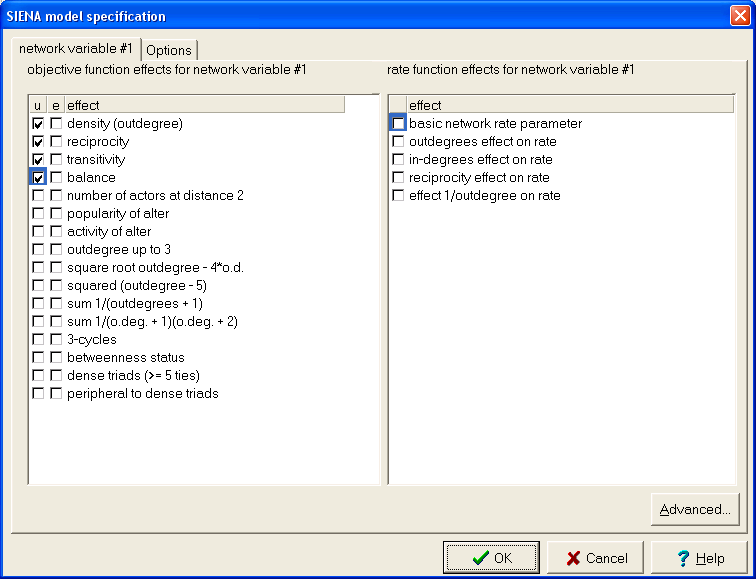 SIENA model specification
network variable #1
Options
objective function effects for network variable #1
u e effect
density (outdegree)
reciprocity
transitivity
balance
number of actors at distance 2
popularity of alter
activity of alter
outdegree up to 3
square root outdegree - 4*o.d.
squared (outdegree - 5)
sum 1/(outdegrees + 1)
sum 1/(o.deg. + 1)(o.deg. + 2)
3-cycles
betweenness status
dense triads (>= 5 ties)
peripheral to dense triads
rate function effects for network variable #1
effect
basic network rate parameter
outdegrees effect on rate
in-degrees effect on rate
reciprocity effect on rate
effect 1/outdegree on rate
Advanced...
OK
Cancel
? Help